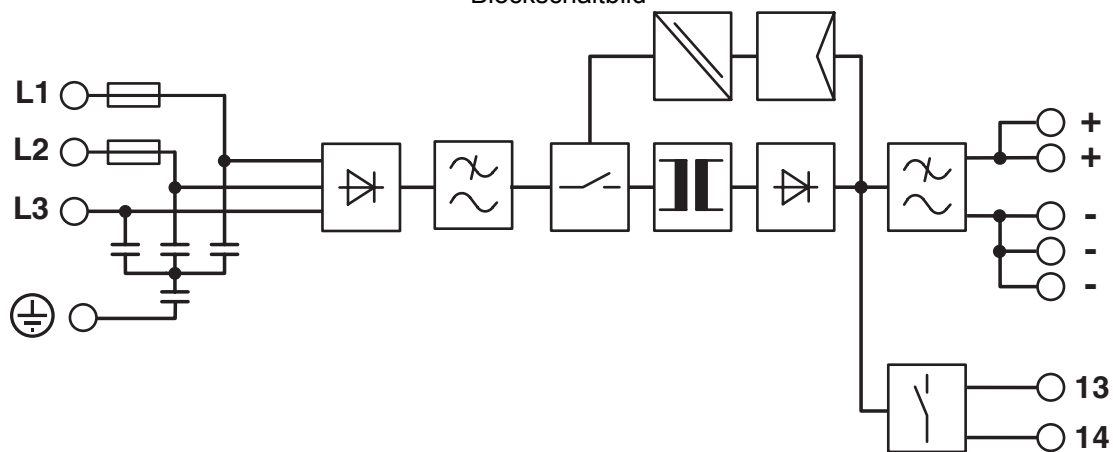 Blockschaltbild
L1
L2
L3
+
+
-
-
-
13
14